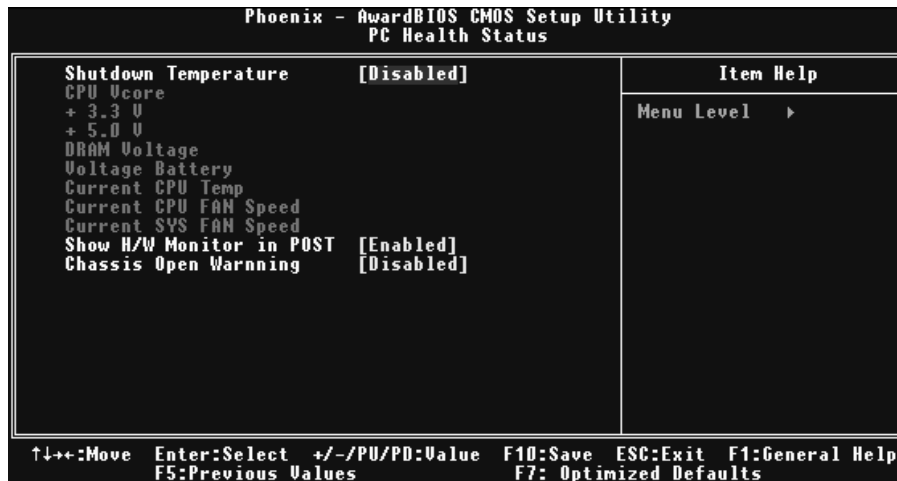 Phoenix - AwardBIOS CMOS Setup Utility
PC Health Status
Shutdown Temperature [Disabled]
CPU Vcore
+ 3.3 V
+ 5.0 V
DRAM Voltage
Voltage Battery
Current CPU Temp
Current CPU FAN Speed
Current SYS FAN Speed
Show H/W Monitor in POST [Enabled]
Chassis Open Warnning [Disabled]
Item Help
Menu Level ▸
↑↓→←:Move Enter:Select +/-/PU/PD:Value F10:Save ESC:Exit F1:General Help
F5:Previous Values F7: Optimized Defaults